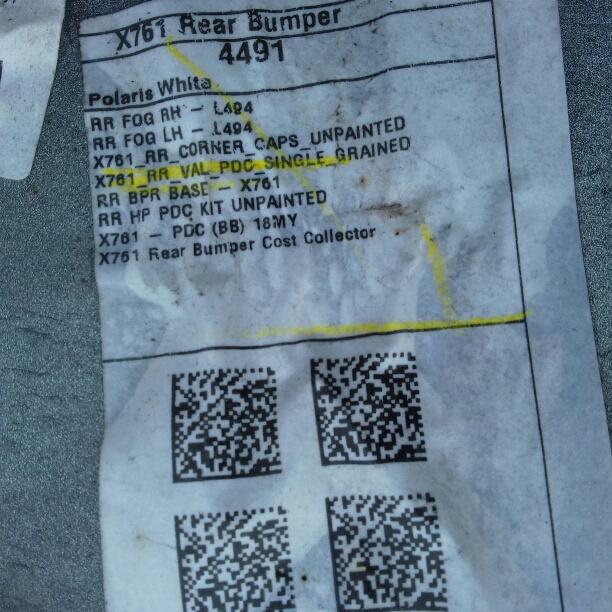 X761 Rear Bumper
4491
Polaris White
RR FOG RH - L494
RR FOG LH - L494
X761_RR_CORNER_CAPS_UNPAINTED
X761_RR_VAL_PDC_SINGLE_GRAINED
RR BPR BASE - X761
RR HP PDC KIT UNPAINTED
X761 - PDC (BB) 18MY
X761 Rear Bumper Cost Collector